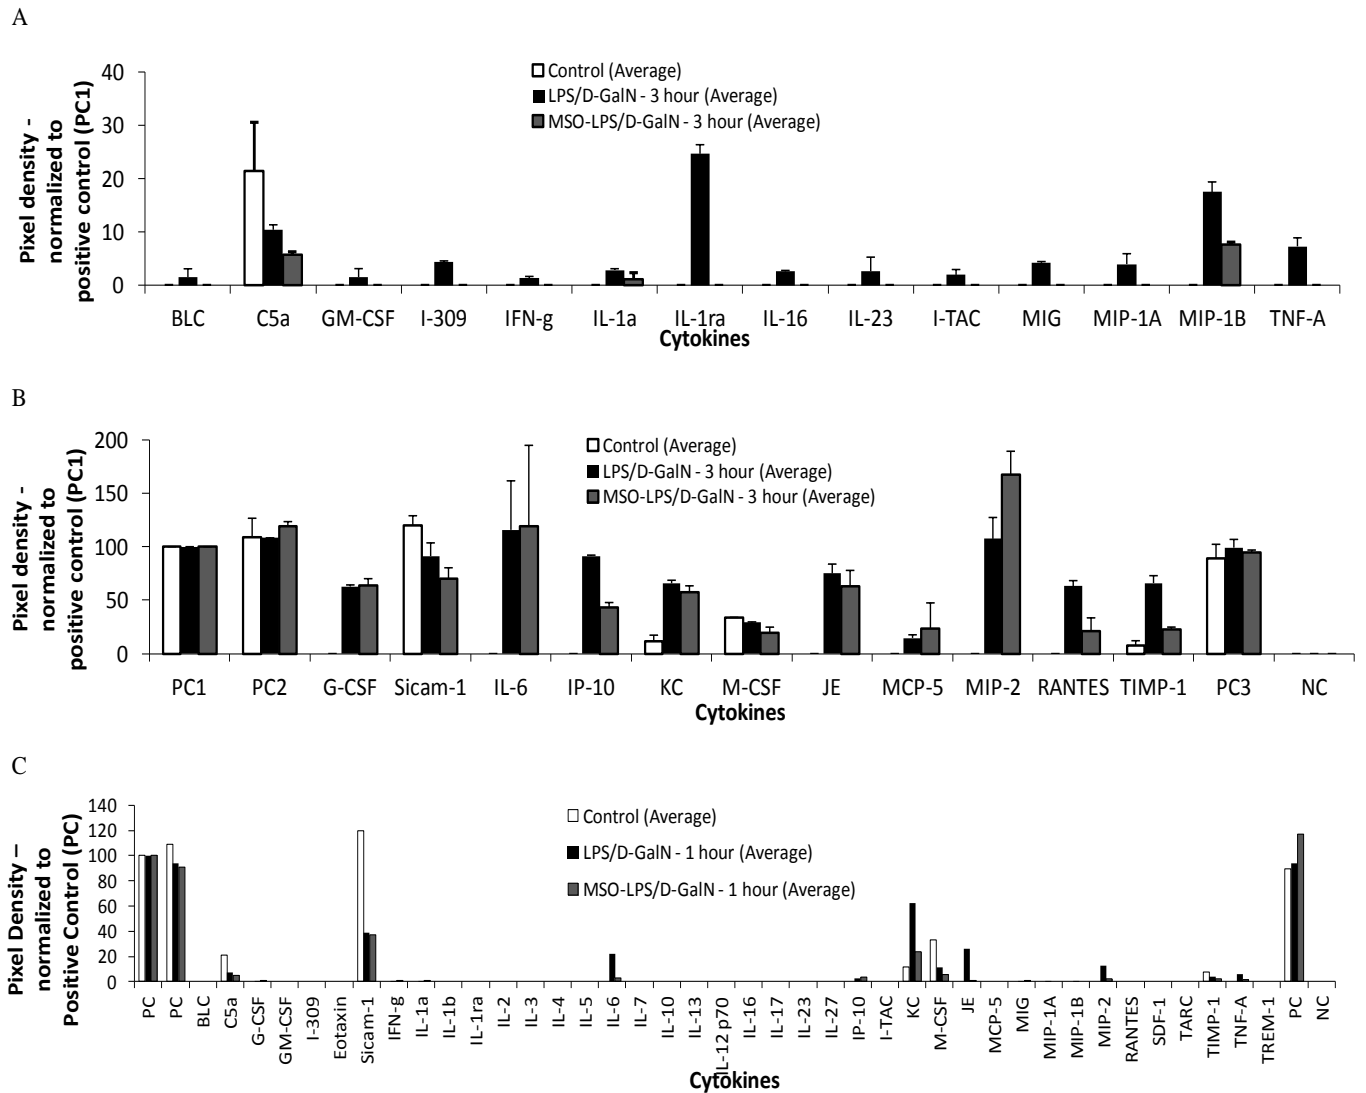 A
Pixel density -
normalized to
positive control (PC1)
40
30
20
10
0
Control (Average)
LPS/D-GalN - 3 hour (Average)
MSO-LPS/D-GalN - 3 hour (Average)
BLC C5a GM-CSF I-309 IFN-g IL-1a IL-1ra IL-16 IL-23 I-TAC MIG MIP-1A MIP-1B TNF-A
Cytokines
B
Pixel density -
normalized to
positive control (PC1)
200
150
100
50
0
Control (Average)
LPS/D-GalN - 3 hour (Average)
MSO-LPS/D-GalN - 3 hour (Average)
PC1 PC2 G-CSF Sicam-1 IL-6 IP-10 KC M-CSF JE MCP-5 MIP-2 RANTES TIMP-1 PC3 NC
Cytokines
C
Pixel Density –
normalized to
Positive Control (PC)
140
120
100
80
60
40
20
0
Control (Average)
LPS/D-GalN - 1 hour (Average)
MSO-LPS/D-GalN - 1 hour (Average)
PC PC BLC C5a G-CSF GM-CSF I-309 Eotaxin Sicam-1 IFN-g IL-1a IL-1b IL-1ra IL-2 IL-3 IL-4 IL-5 IL-6 IL-7 IL-10 IL-13 IL-12 p70 IL-16 IL-17 IL-23 IL-27 IP-10 I-TAC KC M-CSF JE MCP-5 MIG MIP-1A MIP-1B MIP-2 RANTES SDF-1 TARC TIMP-1 TNF-A TREM-1 PC NC
Cytokines